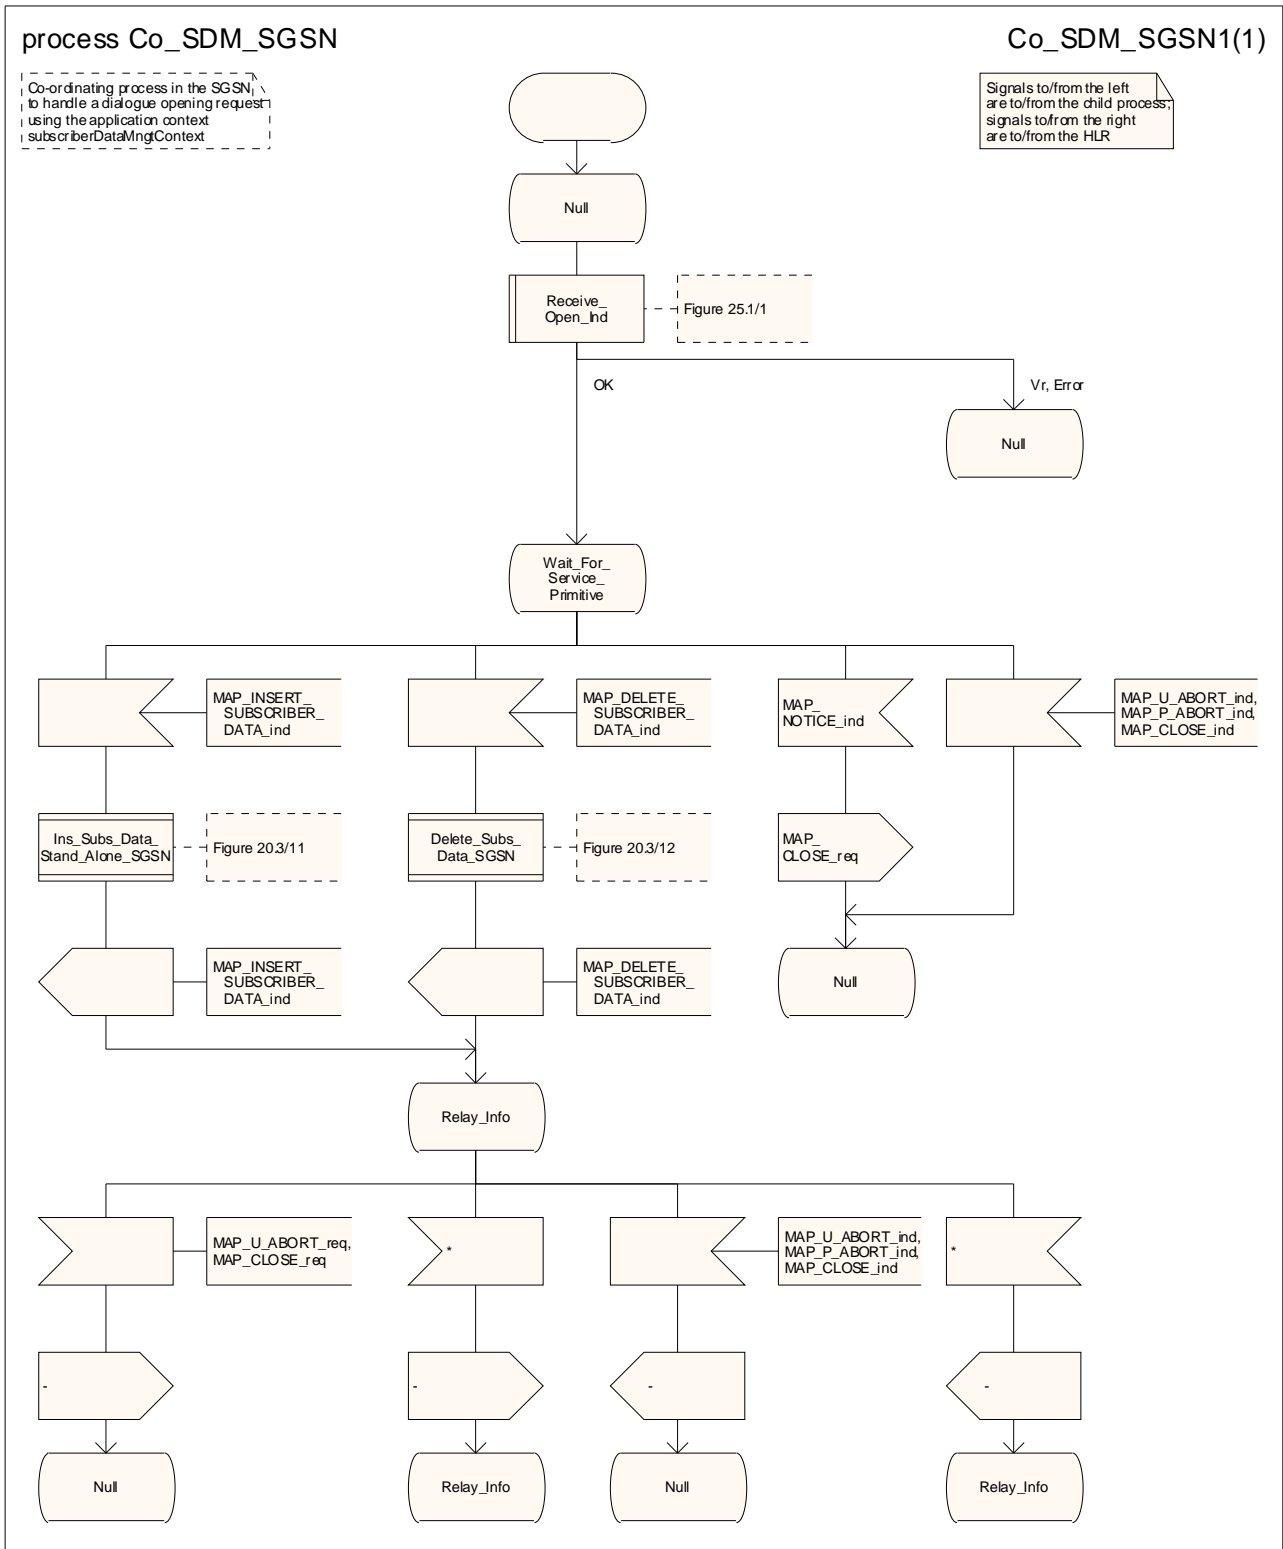 process Co_SDM_SGSN
Co_SDM_SGSN1(1)
Co-ordinating process in the SGSN
to handle a dialogue opening request
using the application context
subscriberDataMngtContext
Signals to/from the left
are to/from the child process;
signals to/from the right
are to/from the HLR
Null
Receive_
Open_Ind
Figure 25.1/1
OK
Vr, Error
Null
Wait_For_
Service_
Primitive
MAP_INSERT_
SUBSCRIBER_
DATA_ind
MAP_DELETE_
SUBSCRIBER_
DATA_ind
MAP_
NOTICE_ind
MAP_U_ABORT_ind,
MAP_P_ABORT_ind,
MAP_CLOSE_ind
Ins_Subs_Data_
Stand_Alone_SGSN
Figure 20.3/11
Delete_Subs_
Data_SGSN
Figure 20.3/12
MAP_
CLOSE_req
MAP_INSERT_
SUBSCRIBER_
DATA_ind
MAP_DELETE_
SUBSCRIBER_
DATA_ind
Null
Relay_Info
MAP_U_ABORT_req,
MAP_CLOSE_req
*
MAP_U_ABORT_ind,
MAP_P_ABORT_ind,
MAP_CLOSE_ind
*
-
-
-
-
Null
Relay_Info
Null
Relay_Info